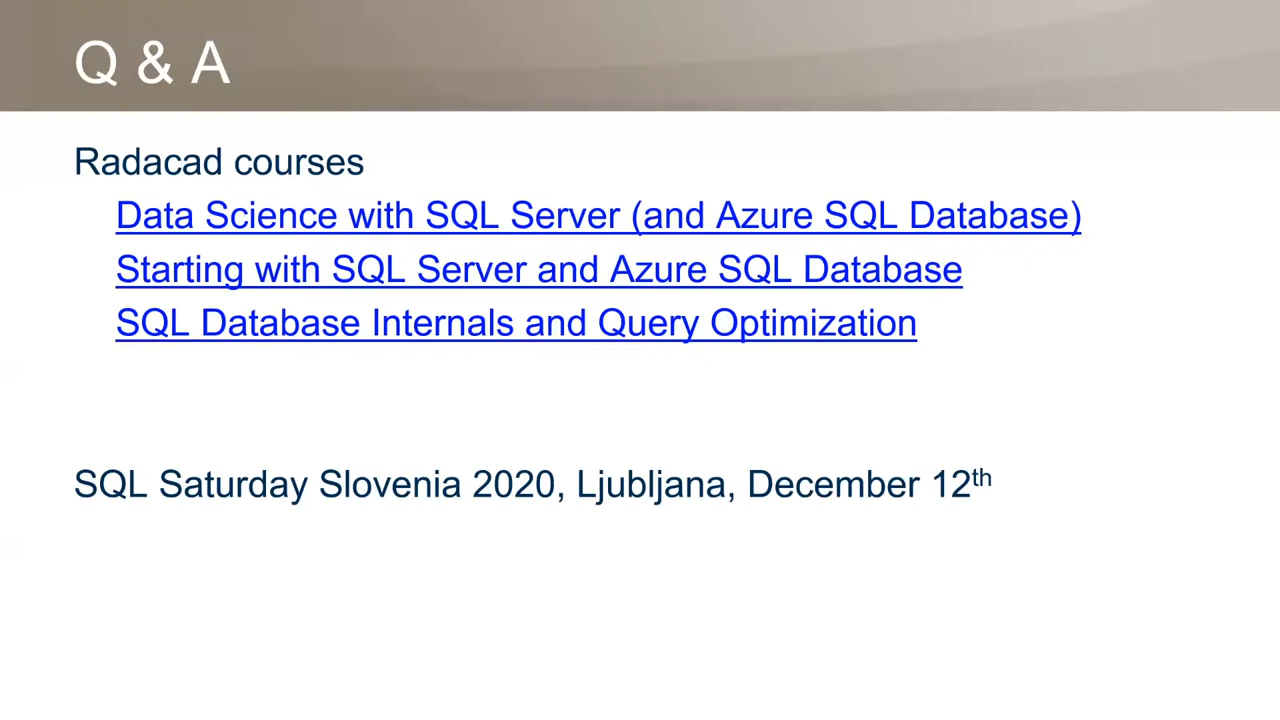 Q & A
Radacad courses
Data Science with SQL Server (and Azure SQL Database)
Starting with SQL Server and Azure SQL Database
SQL Database Internals and Query Optimization
SQL Saturday Slovenia 2020, Ljubljana, December 12th